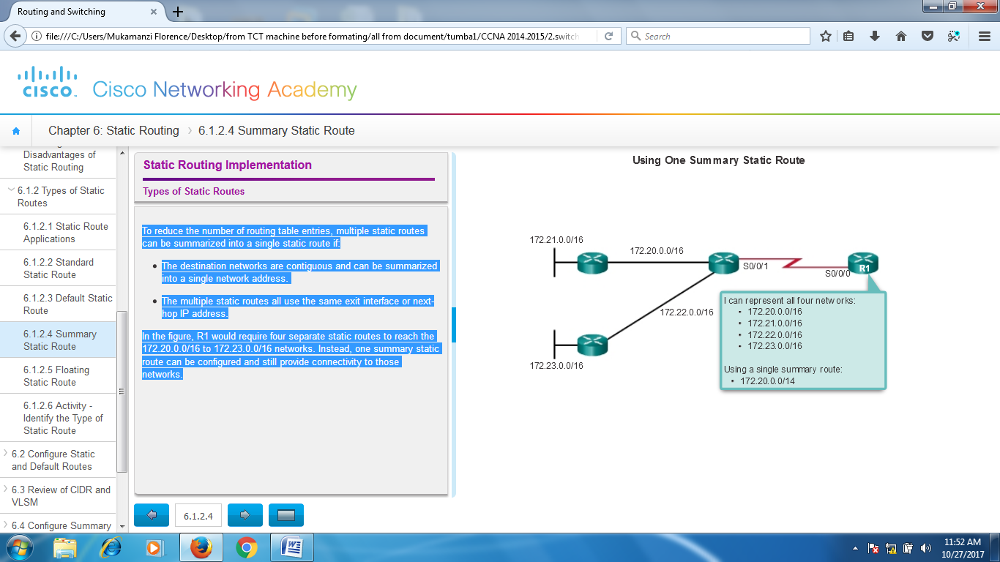 Routing and Switching
file:///C:/Users/Mukamanzi Florence/Desktop/from TCT machine before formating/all from document/tumba1/CCNA 2014.2015/2.switch
Search
CISCO
Cisco Networking Academy
Chapter 6: Static Routing
6.1.2.4 Summary Static Route
Disadvantages of
Static Routing
6.1.2 Types of Static
Routes
6.1.2.1 Static Route
Applications
6.1.2.2 Standard
Static Route
6.1.2.3 Default Static
Route
6.1.2.4 Summary
Static Route
6.1.2.5 Floating
Static Route
6.1.2.6 Activity -
Identify the Type of
Static Route
6.2 Configure Static
and Default Routes
6.3 Review of CIDR and
VLSM
6.4 Configure Summary
Static Routing Implementation
Types of Static Routes
To reduce the number of routing table entries, multiple static routes
can be summarized into a single static route if:
• The destination networks are contiguous and can be summarized
into a single network address.
• The multiple static routes all use the same exit interface or next-
hop IP address.
In the figure, R1 would require four separate static routes to reach the
172.20.0.0/16 to 172.23.0.0/16 networks. Instead, one summary static
route can be configured and still provide connectivity to those
networks.
6.1.2.4
Using One Summary Static Route
172.21.0.0/16
172.20.0.0/16
S0/0/1
S0/0/0
R1
172.22.0.0/16
172.23.0.0/16
I can represent all four networks:
• 172.20.0.0/16
• 172.21.0.0/16
• 172.22.0.0/16
• 172.23.0.0/16
Using a single summary route:
• 172.20.0.0/14
11:52 AM
10/27/2017